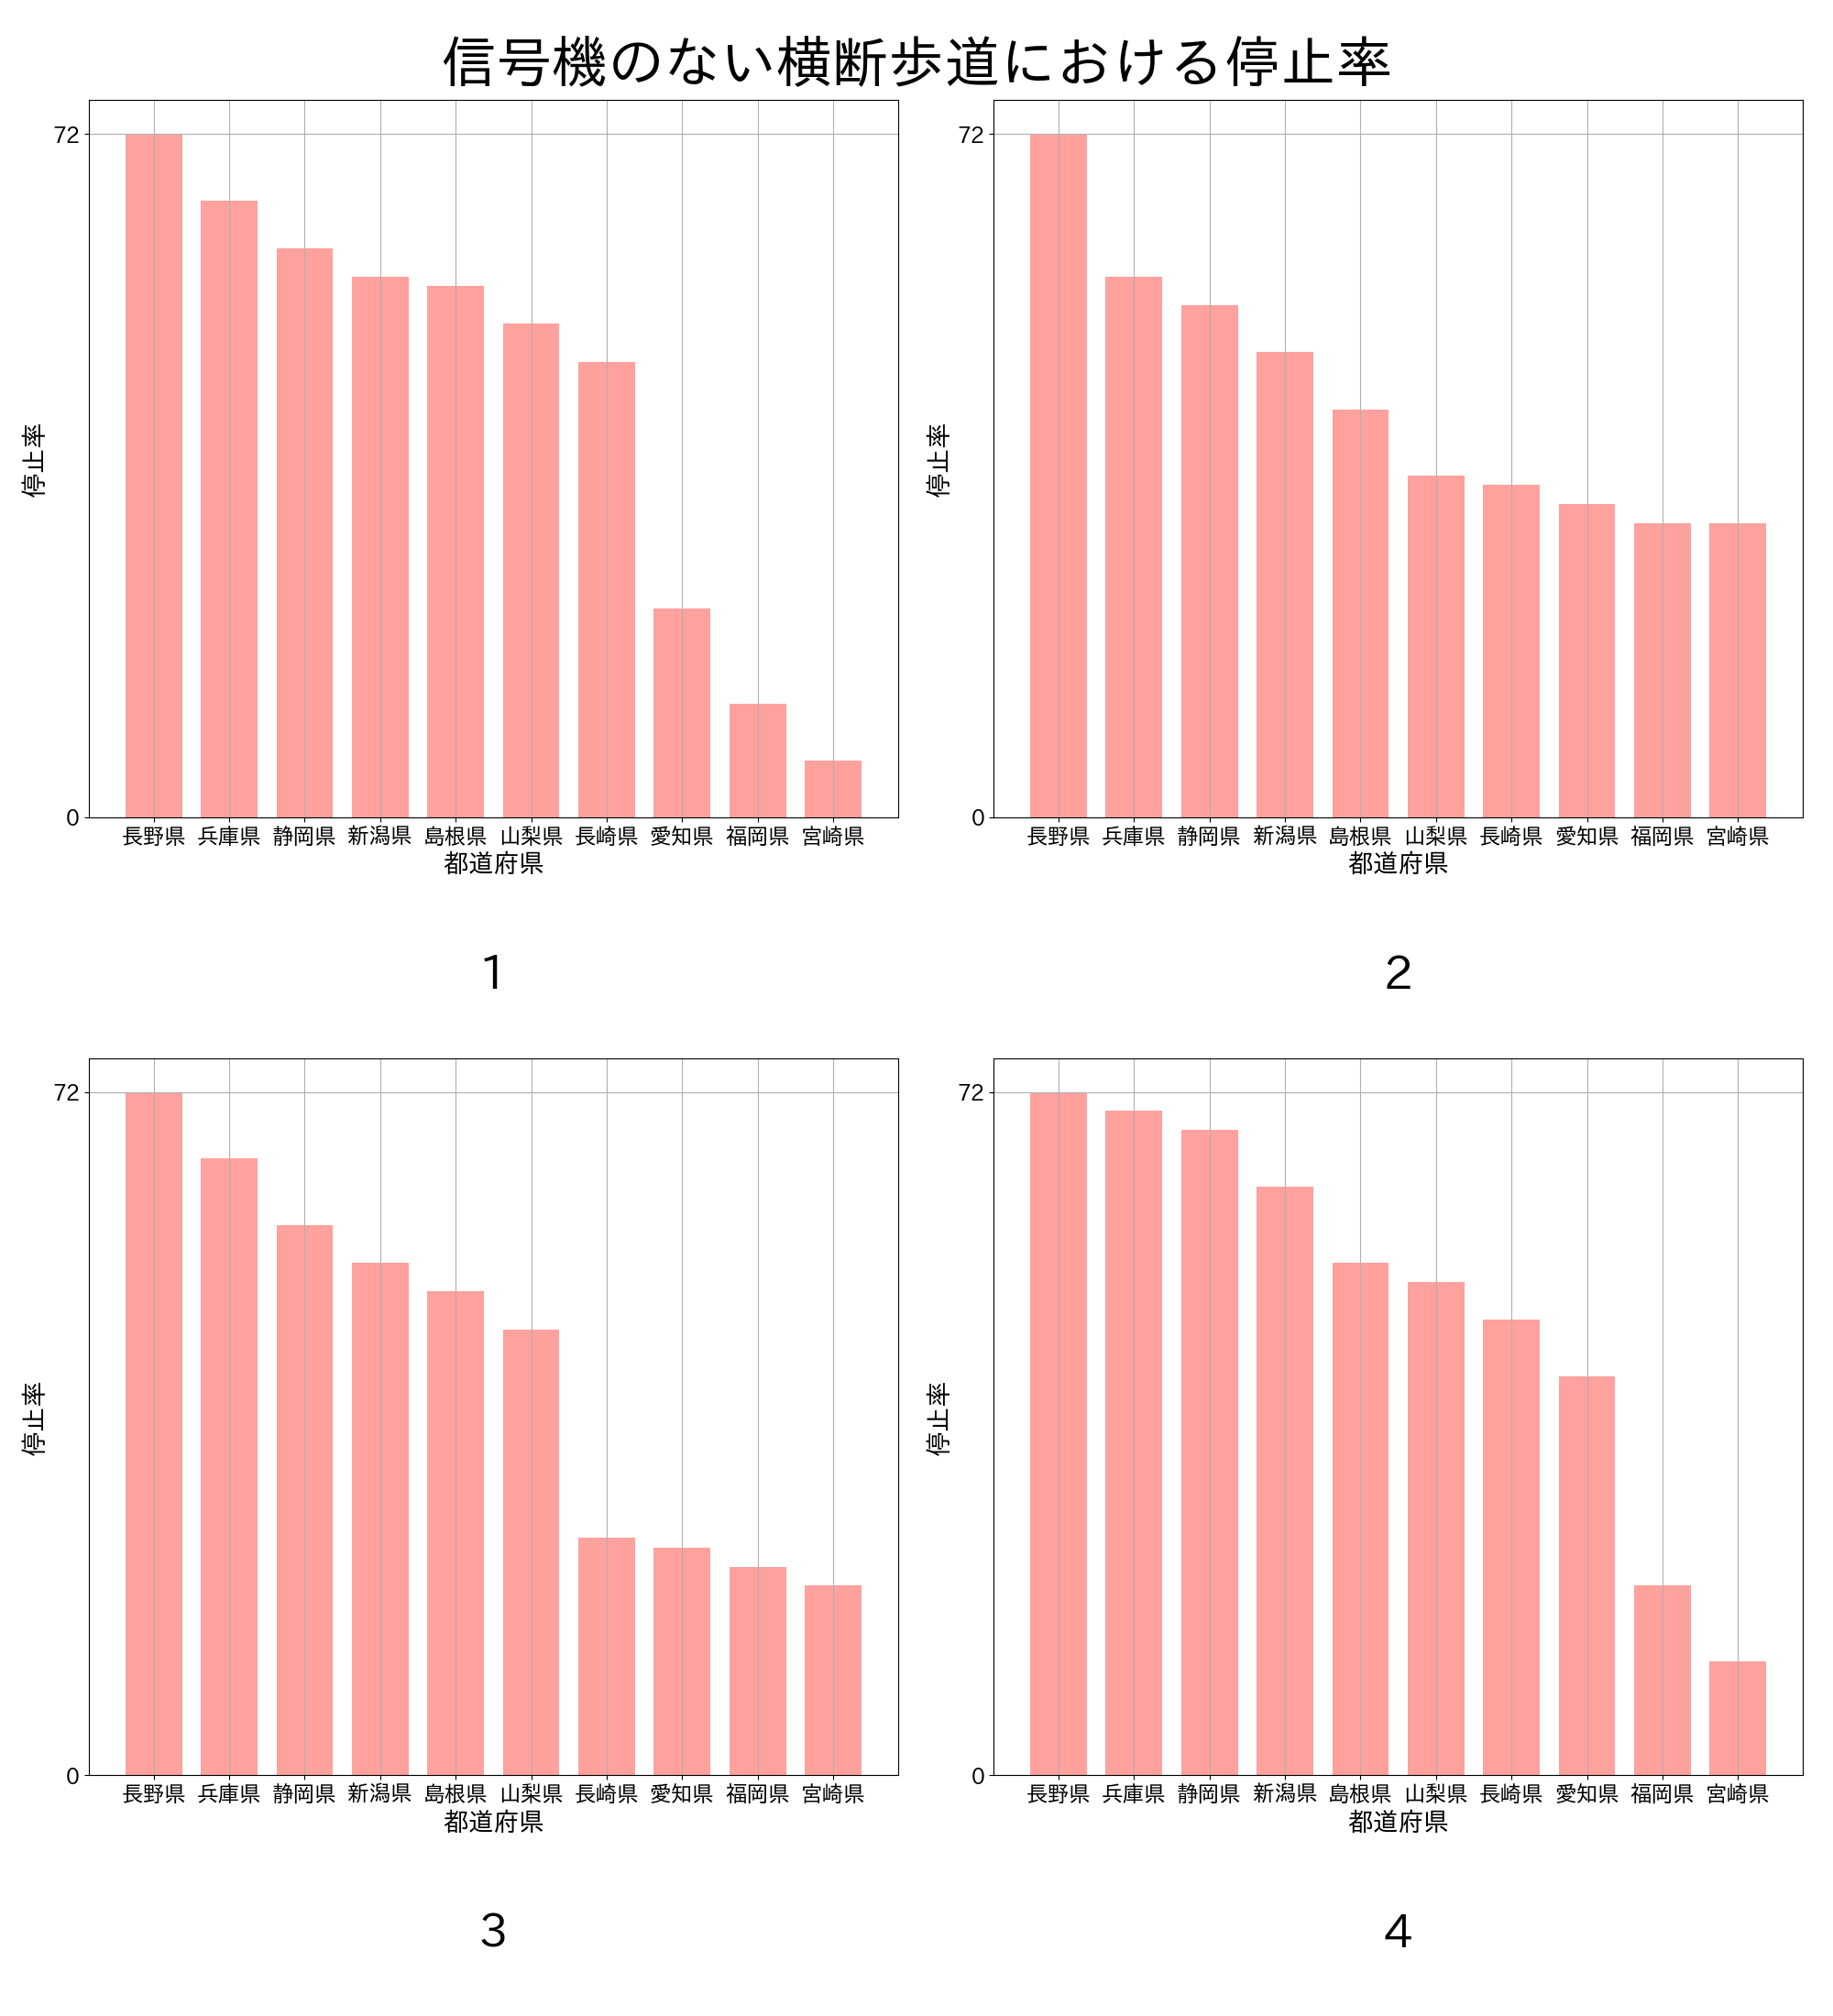 信号機のない横断歩道における停止率
72
0
停止率
長野県 兵庫県 静岡県 新潟県 島根県 山梨県 長崎県 愛知県 福岡県 宮崎県
都道府県
1
72
0
停止率
長野県 兵庫県 静岡県 新潟県 島根県 山梨県 長崎県 愛知県 福岡県 宮崎県
都道府県
2
72
0
停止率
長野県 兵庫県 静岡県 新潟県 島根県 山梨県 長崎県 愛知県 福岡県 宮崎県
都道府県
3
72
0
停止率
長野県 兵庫県 静岡県 新潟県 島根県 山梨県 長崎県 愛知県 福岡県 宮崎県
都道府県
4